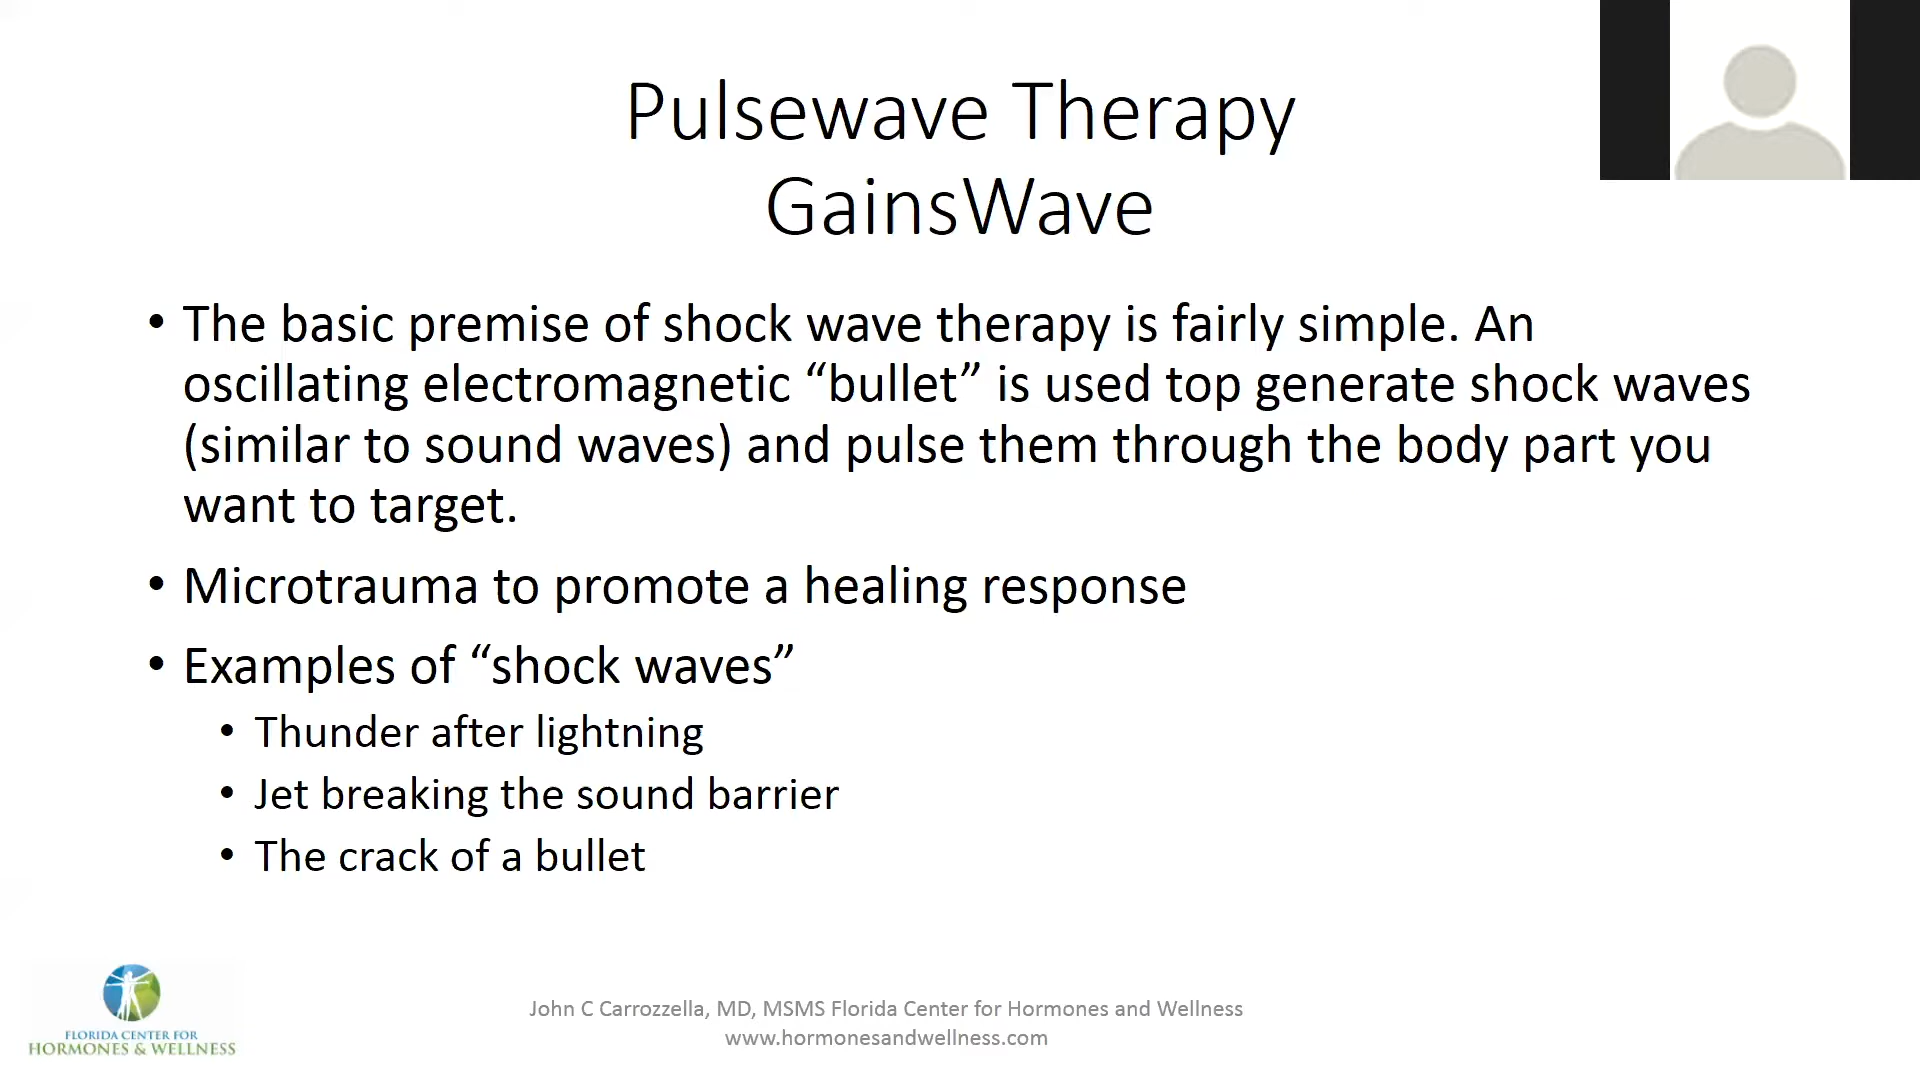 Pulsewave Therapy
GainsWave
• The basic premise of shock wave therapy is fairly simple. An
oscillating electromagnetic “bullet” is used top generate shock waves
(similar to sound waves) and pulse them through the body part you
want to target.
• Microtrauma to promote a healing response
• Examples of “shock waves”
• Thunder after lightning
• Jet breaking the sound barrier
• The crack of a bullet
FLORIDA CENTER FOR
HORMONES & WELLNESS
John C Carrozzella, MD, MSMS Florida Center for Hormones and Wellness
www.hormonesandwellness.com